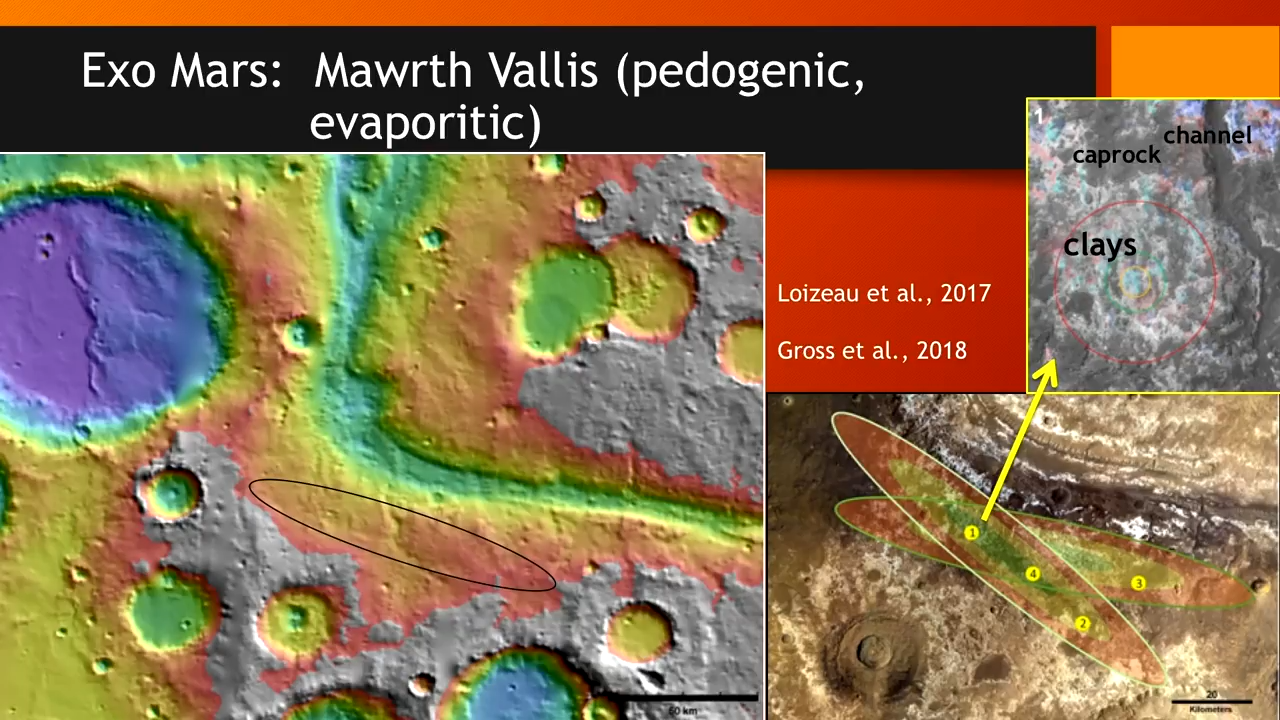 Exo Mars: Mawrth Vallis (pedogenic,
evaporitic)
1
channel
caprock
clays
Loizeau et al., 2017
Gross et al., 2018
1
4
3
2
20
Kilometers
50 km